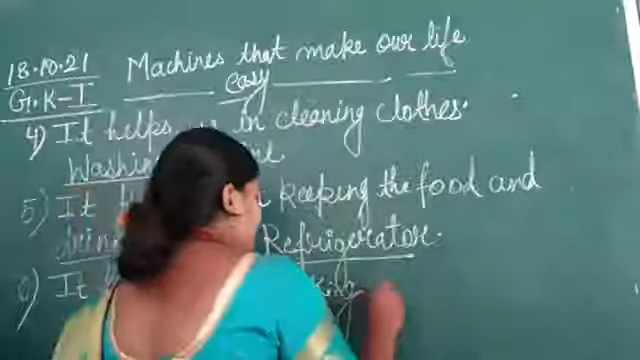 18.10.21
G.K-I
Machines that make our life
easy
4) It helps us in cleaning clothes.
Washin
5) It keeping the food and
Refrigerator.
6) It